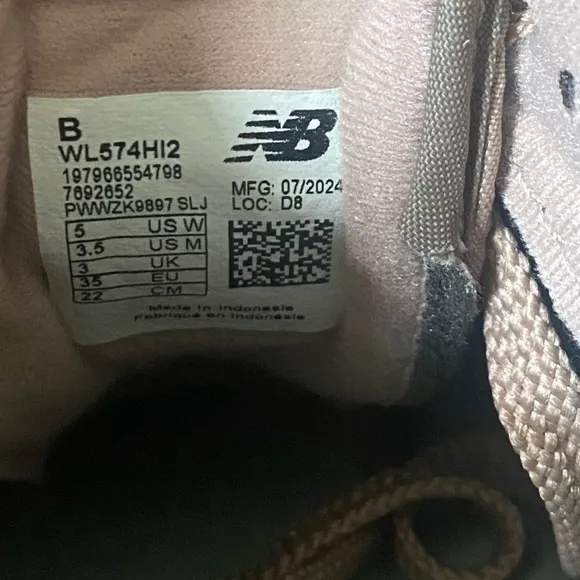 B
NB
WL574HI2
197966554798
7692652
MFG: 07/2024
PWWZK9897 SLJ
LOC: D8
5 US W
3.5 US M
3 UK
35 EU
22 CM
Made in Indonesia
Fabriqué en Indonésie